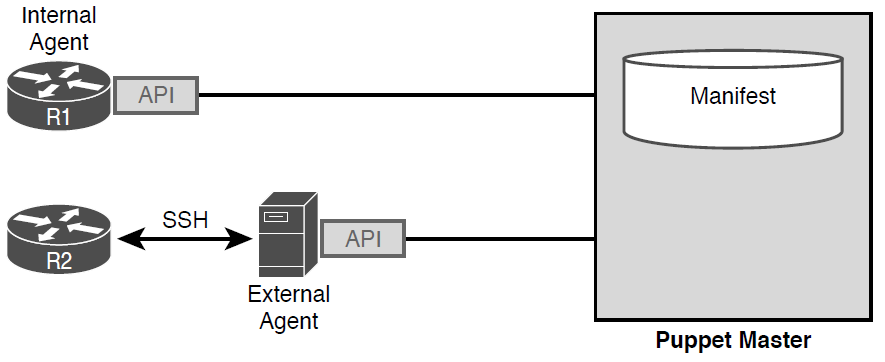 Internal
Agent
API
R1
Manifest
SSH
API
R2
External
Agent
Puppet Master